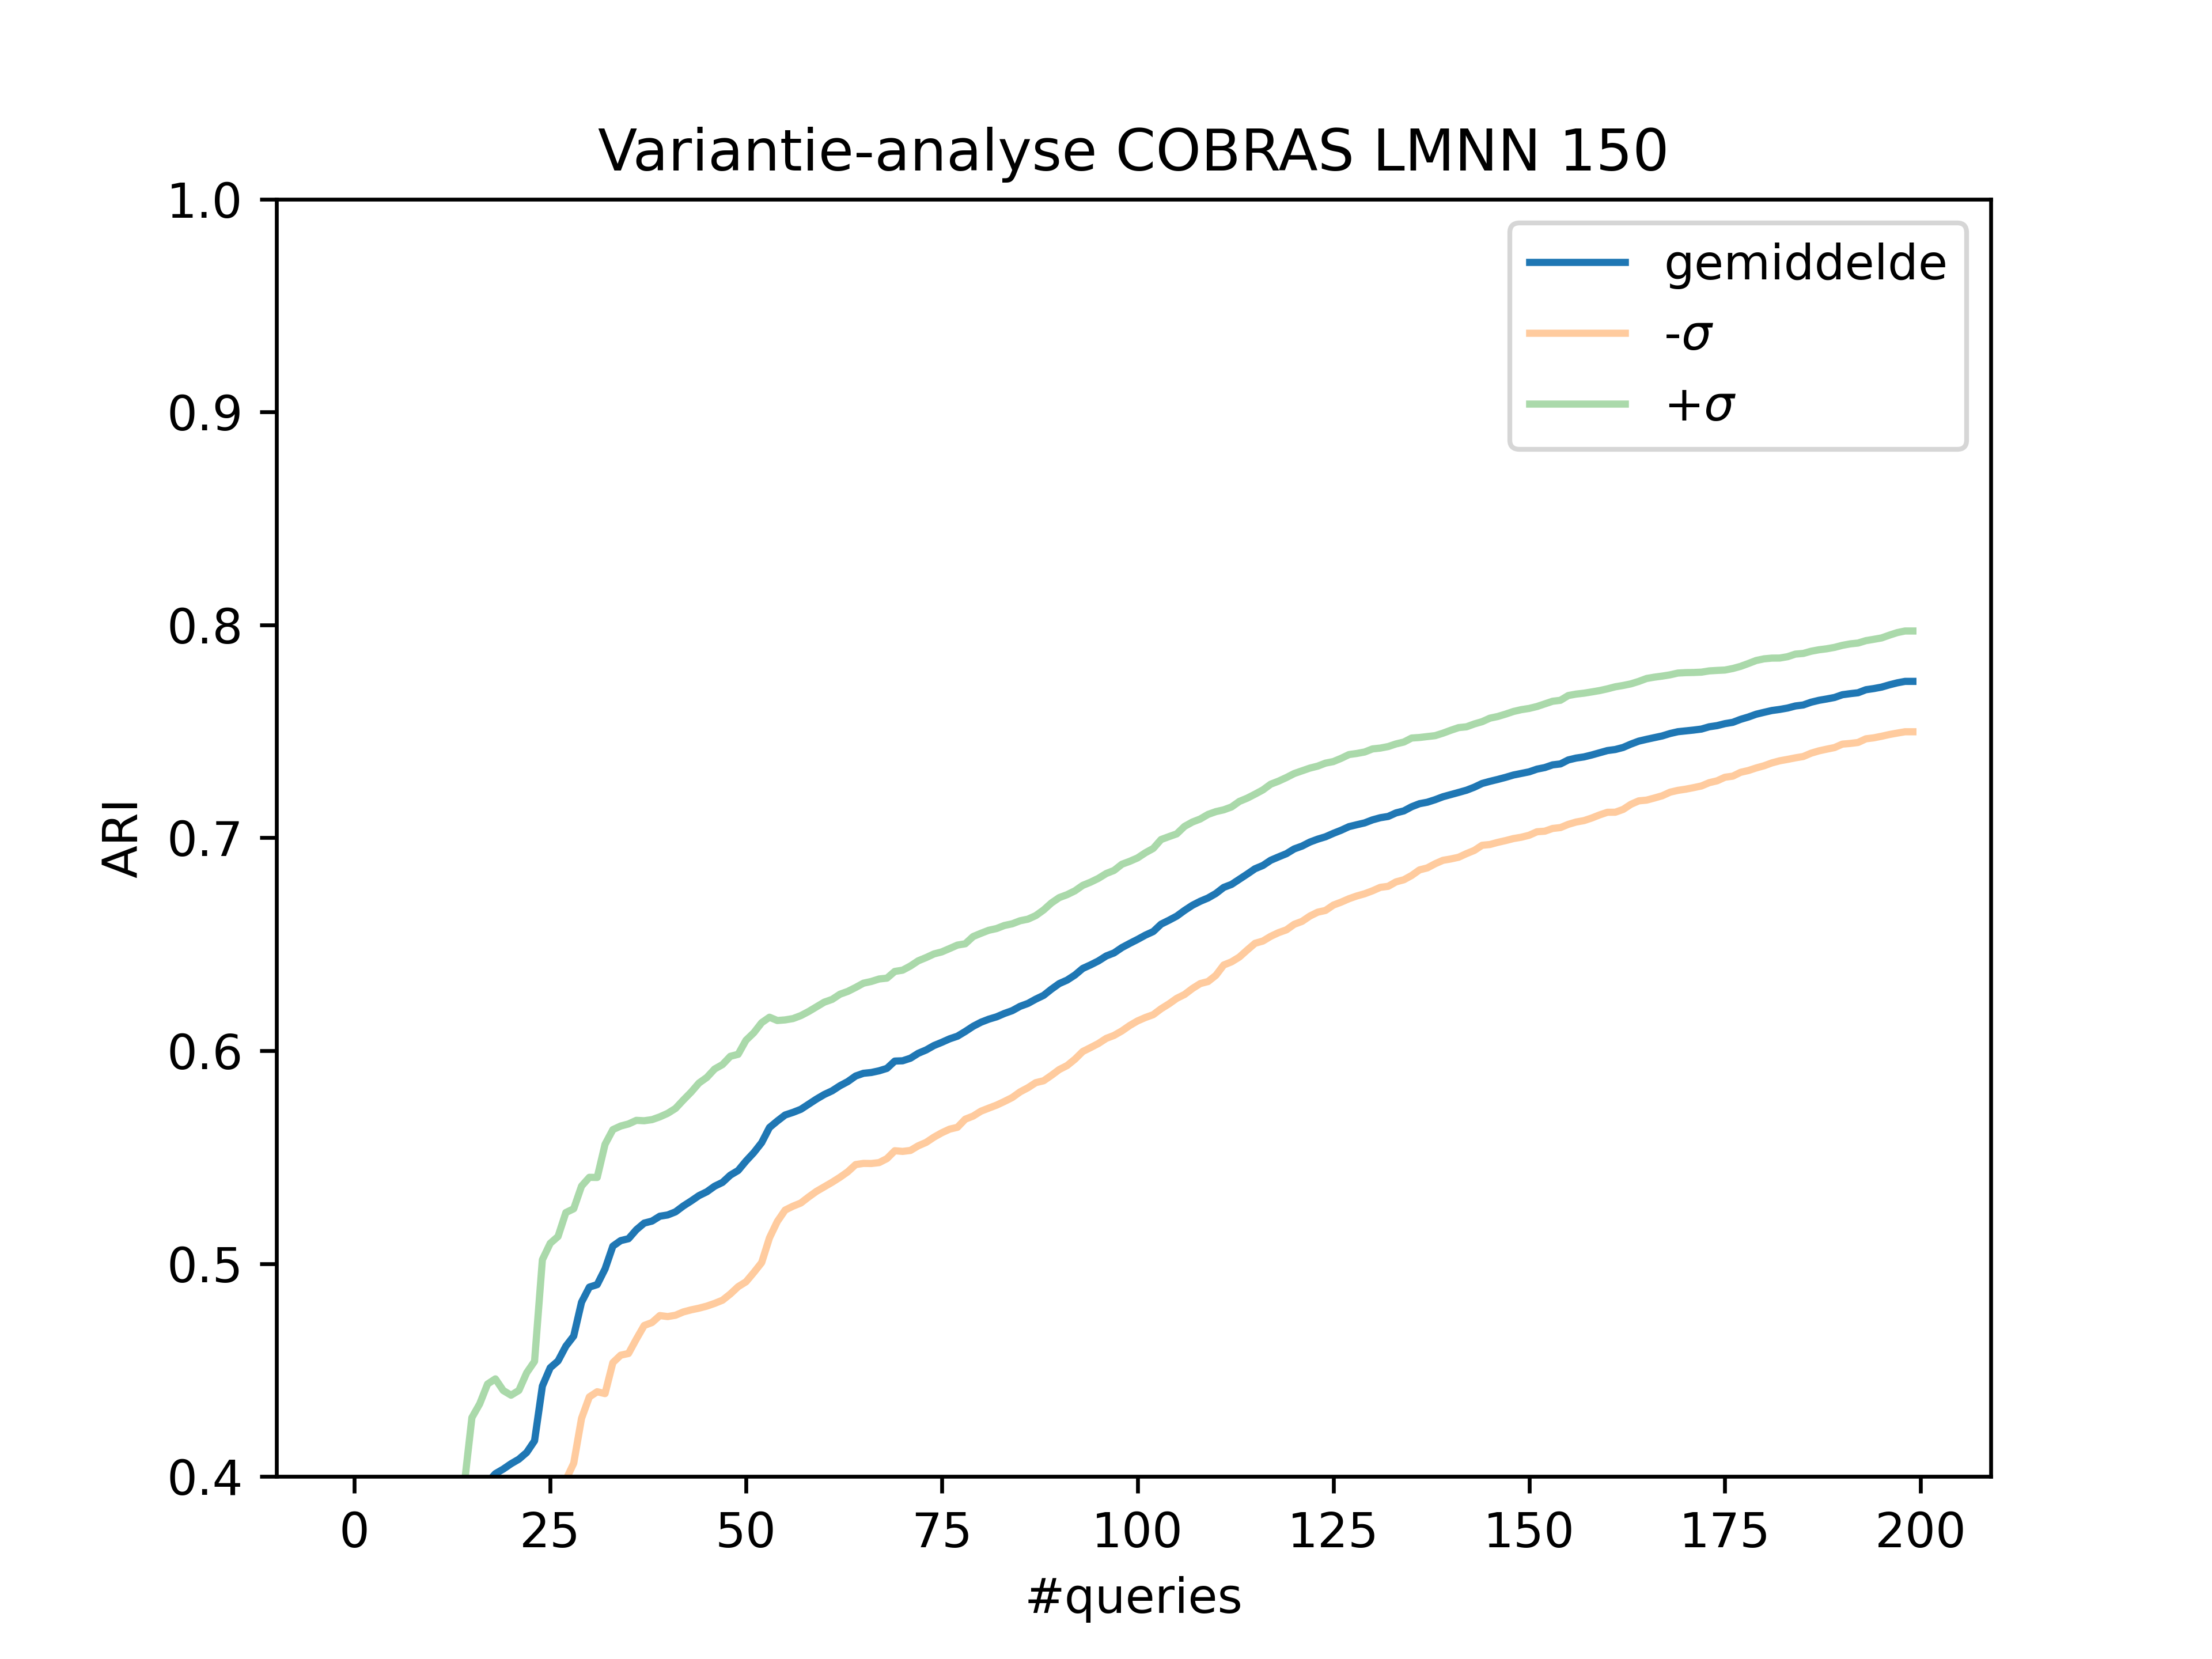 Variantie-analyse COBRAS LMNN 150
1.0
0.9
0.8
0.7
0.6
0.5
0.4
ARI
gemiddelde
-σ
+σ
0 25 50 75 100 125 150 175 200
#queries